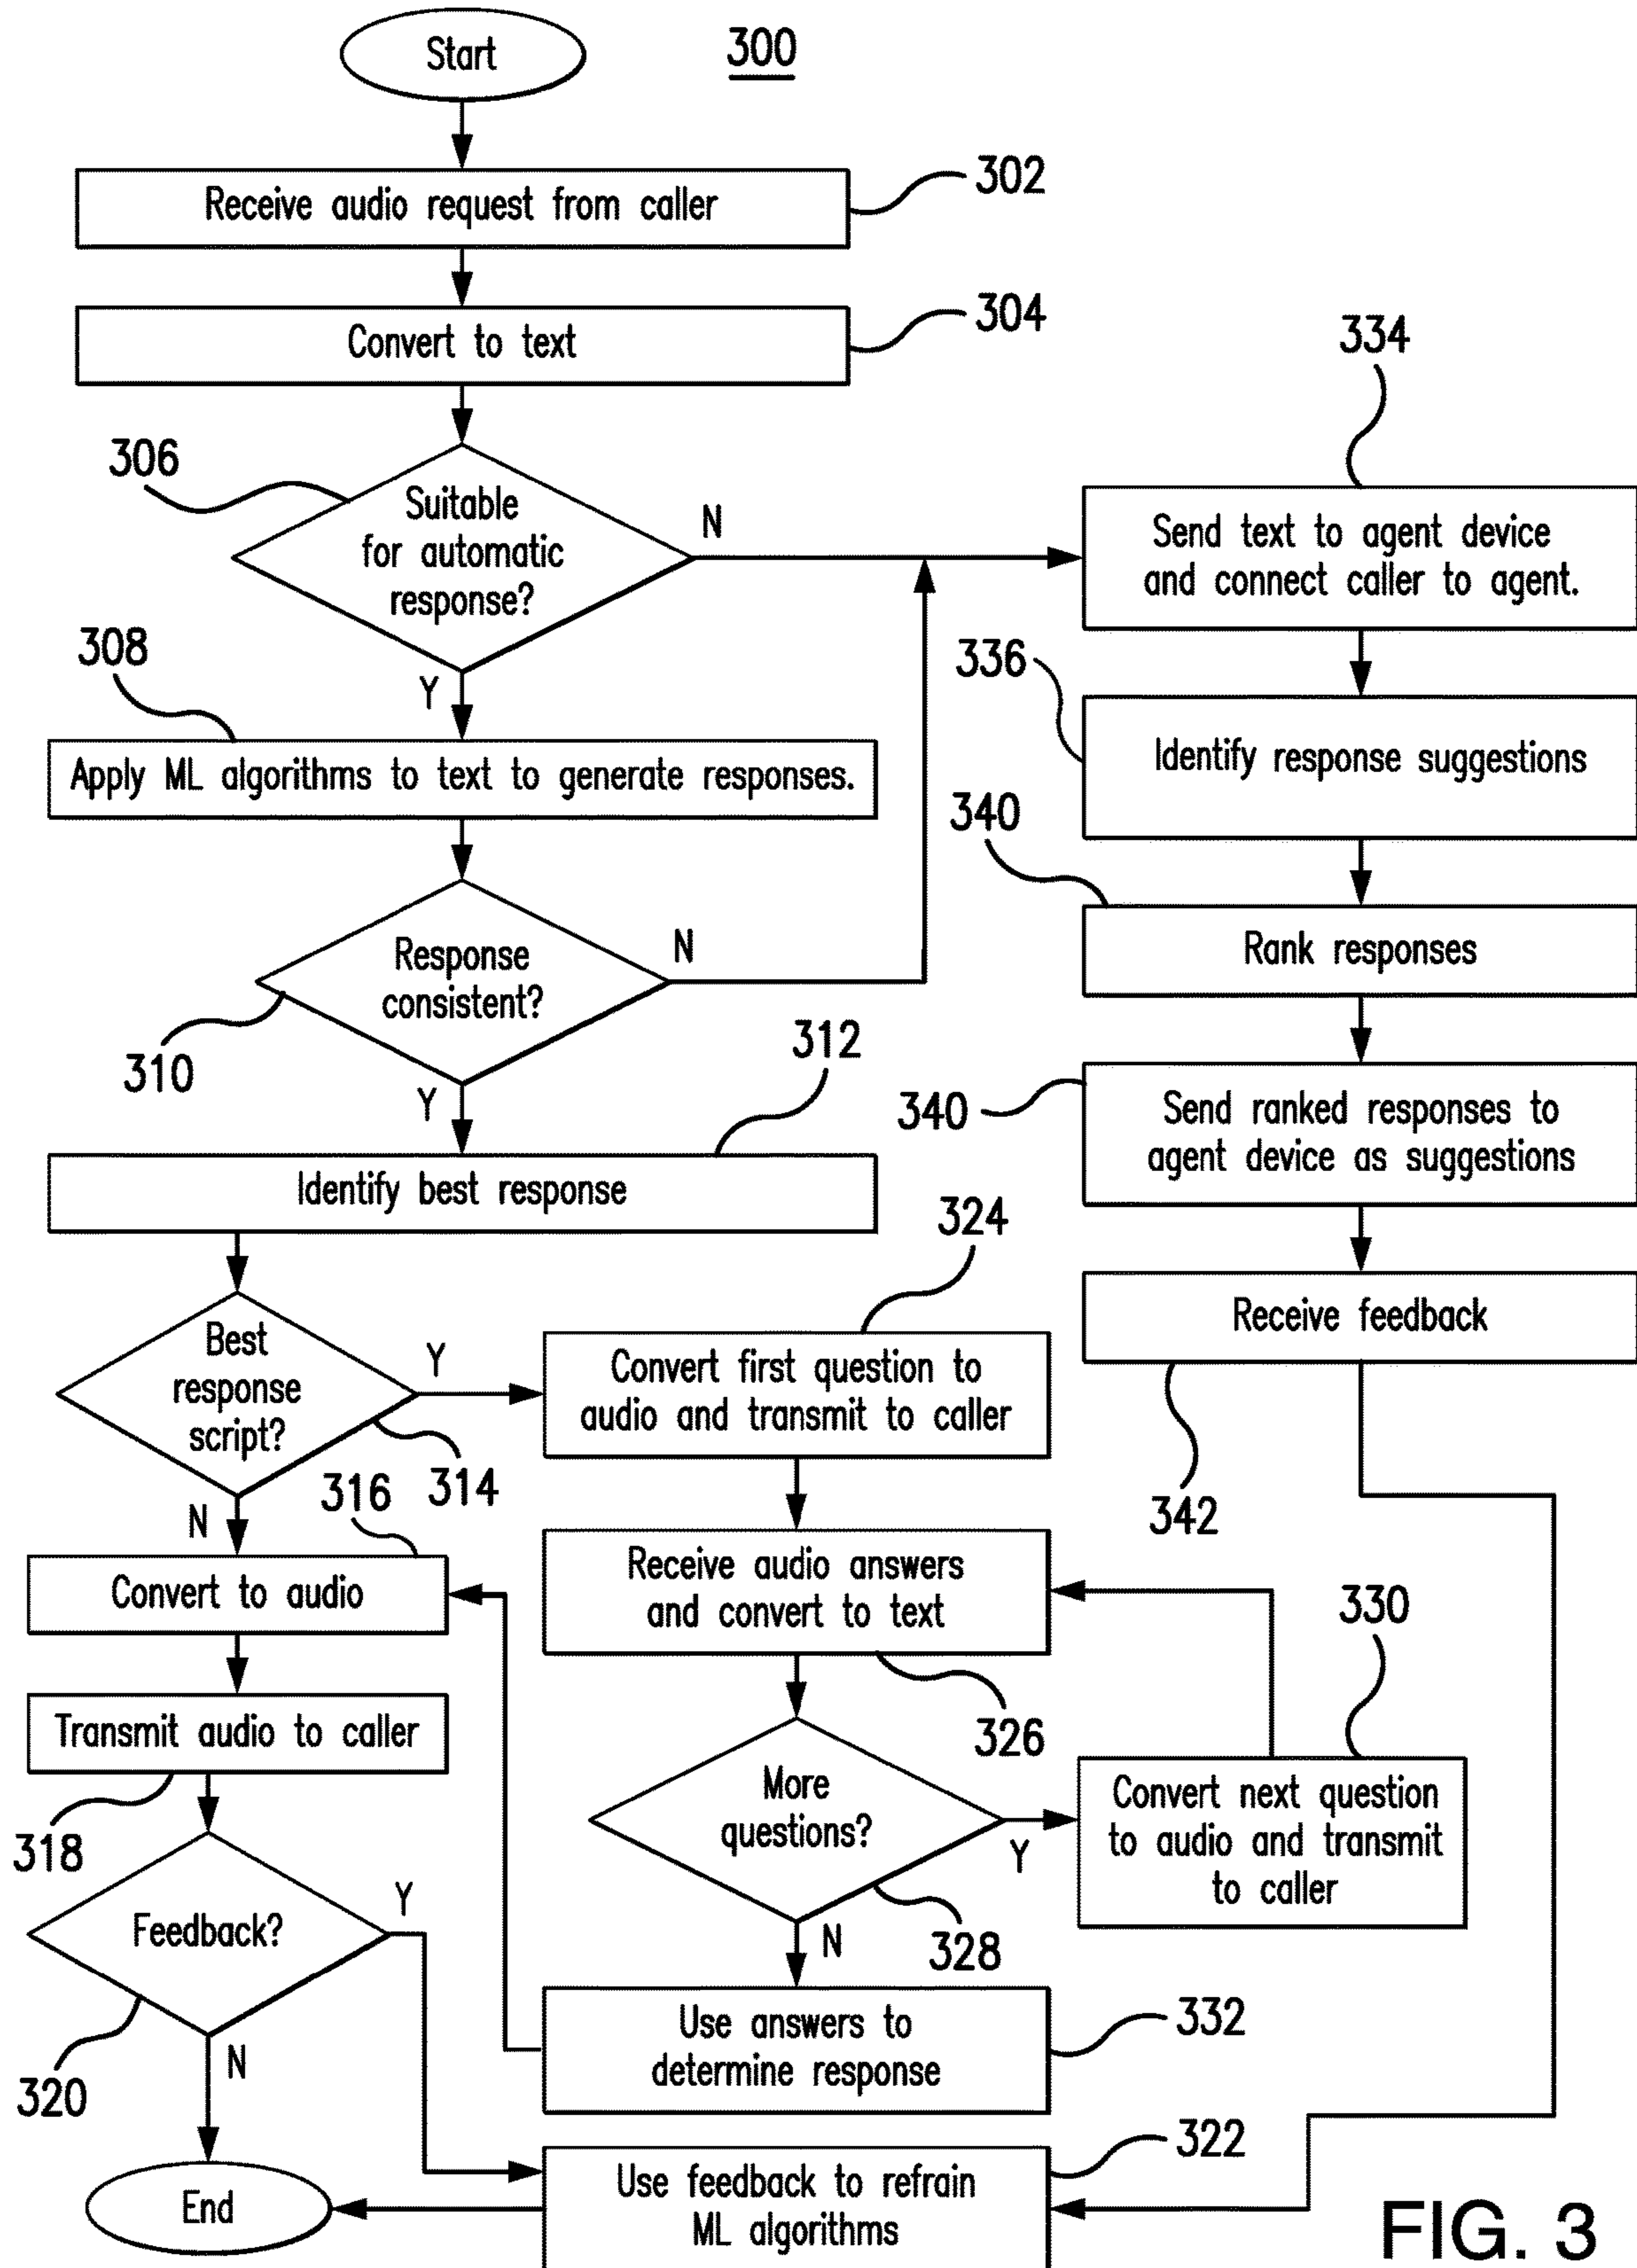 Start
300
Receive audio request from caller
302
Convert to text
304
306
Suitable
for automatic
response?
N
Y
334
Send text to agent device
and connect caller to agent.
308
Apply ML algorithms to text to generate responses.
336
Identify response suggestions
340
Rank responses
Response
consistent?
N
310
Y
312
Identify best response
340
Send ranked responses to
agent device as suggestions
324
Receive feedback
342
Best
response
script?
Y
314
N
316
Convert first question to
audio and transmit to caller
Convert to audio
Receive audio answers
and convert to text
326
330
Transmit audio to caller
318
More
questions?
Y
328
N
Convert next question
to audio and transmit
to caller
Feedback?
Y
320
N
Use answers to
determine response
332
322
Use feedback to refrain
ML algorithms
End
FIG. 3